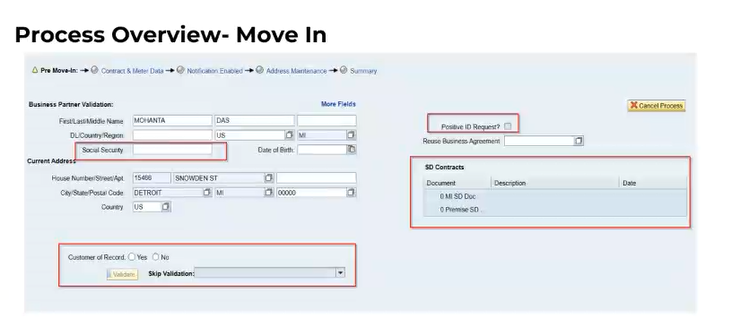 Process Overview- Move In
Pre Move-In: Contract & Meter Data Notification Enabled Address Maintenance Summary
Business Partner Validation: More Fields
Cancel Process
First/Last/Middle Name MOHANTA DAS
Positive ID Request?
DL/Country/Region: US MI
Reuse Business Agreement
Social Security Date of Birth:
Current Address
SD Contracts
House Number/Street/Apt. 15466 SNOWDEN ST
Document Description Date
City/State/Postal Code DETROIT MI 00000
0 MI SD Doc
Country US
0 Premise SD ...
Customer of Record Yes No
Validate Skip Validation: